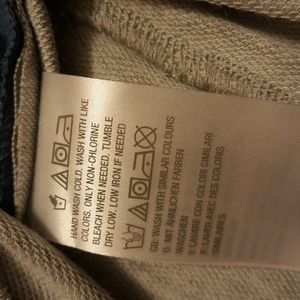 HAND WASH COLD. WASH WITH LIKE
COLORS. ONLY NON-CHLORINE
BLEACH WHEN NEEDED. TUMBLE
DRY LOW. LOW IRON IF NEEDED.
GB: WASH WITH SIMILAR COLOURS
D: MIT ÄHNLICHEN FARBEN
WASCHEN
I: LAVARE CON COLORI SIMILARI
F: LAVER AVEC DES COLORIS
SIMILAIRES